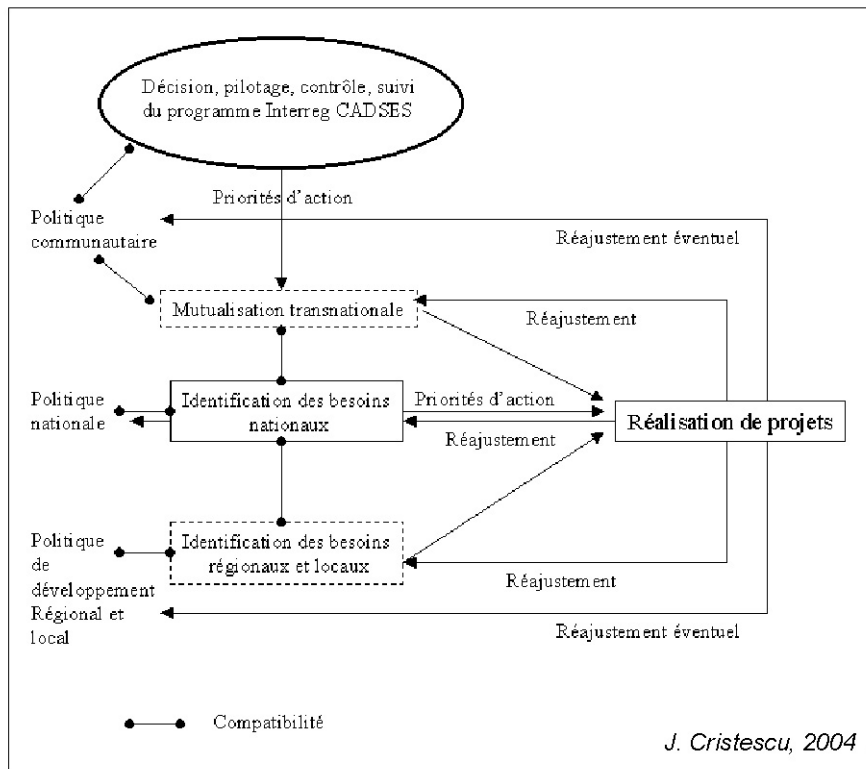 Décision, pilotage, contrôle, suivi
du programme Interreg CADSES
Priorités d'action
Politique
communautaire
Réajustement éventuel
Mutualisation transnationale
Réajustement
Politique
nationale
Identification des besoins
nationaux
Priorités d'action
Réajustement
Réalisation de projets
Politique
de
développement
Régional et
local
Identification des besoins
régionaux et locaux
Réajustement
Réajustement éventuel
Compatibilité
J. Cristescu, 2004